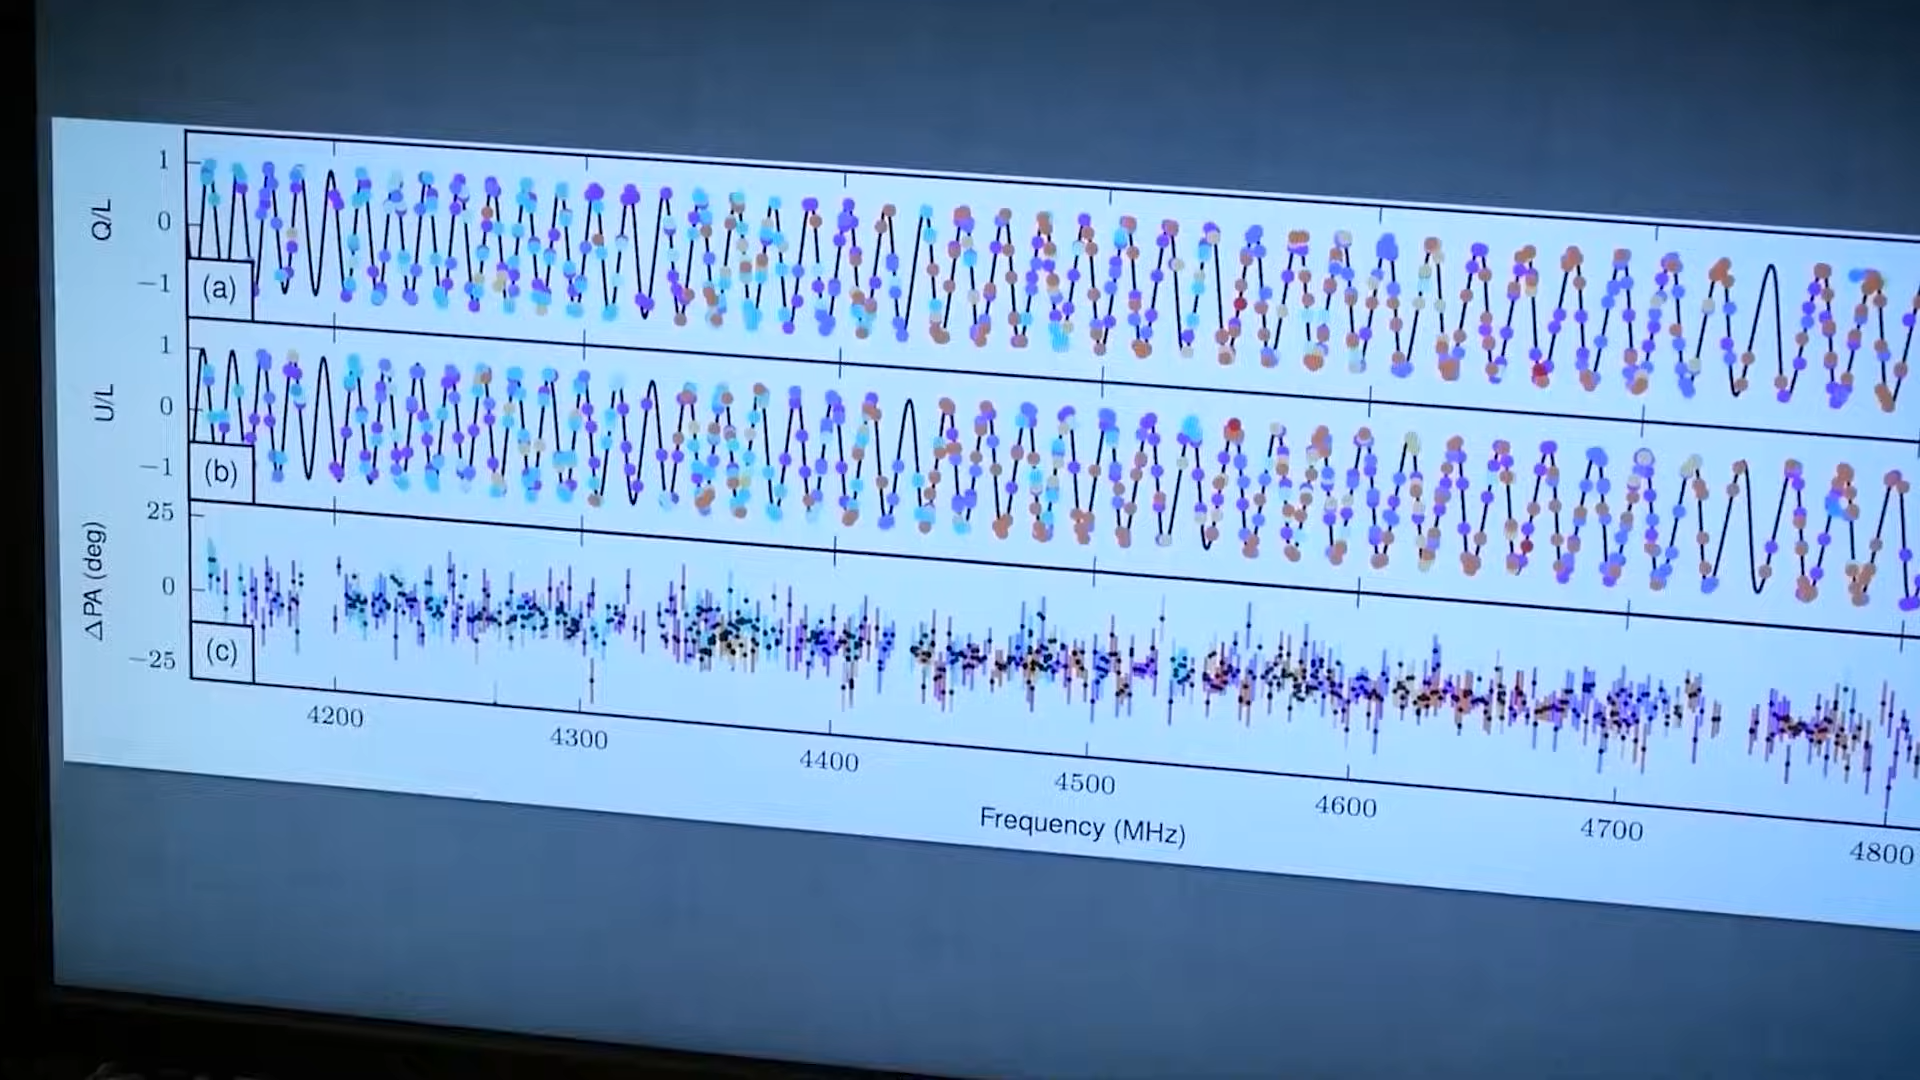 1
0
−1
Q/L
(a)
1
0
−1
U/L
(b)
25
0
−25
ΔPA (deg)
(c)
4200
4300
4400
4500
4600
4700
4800
Frequency (MHz)